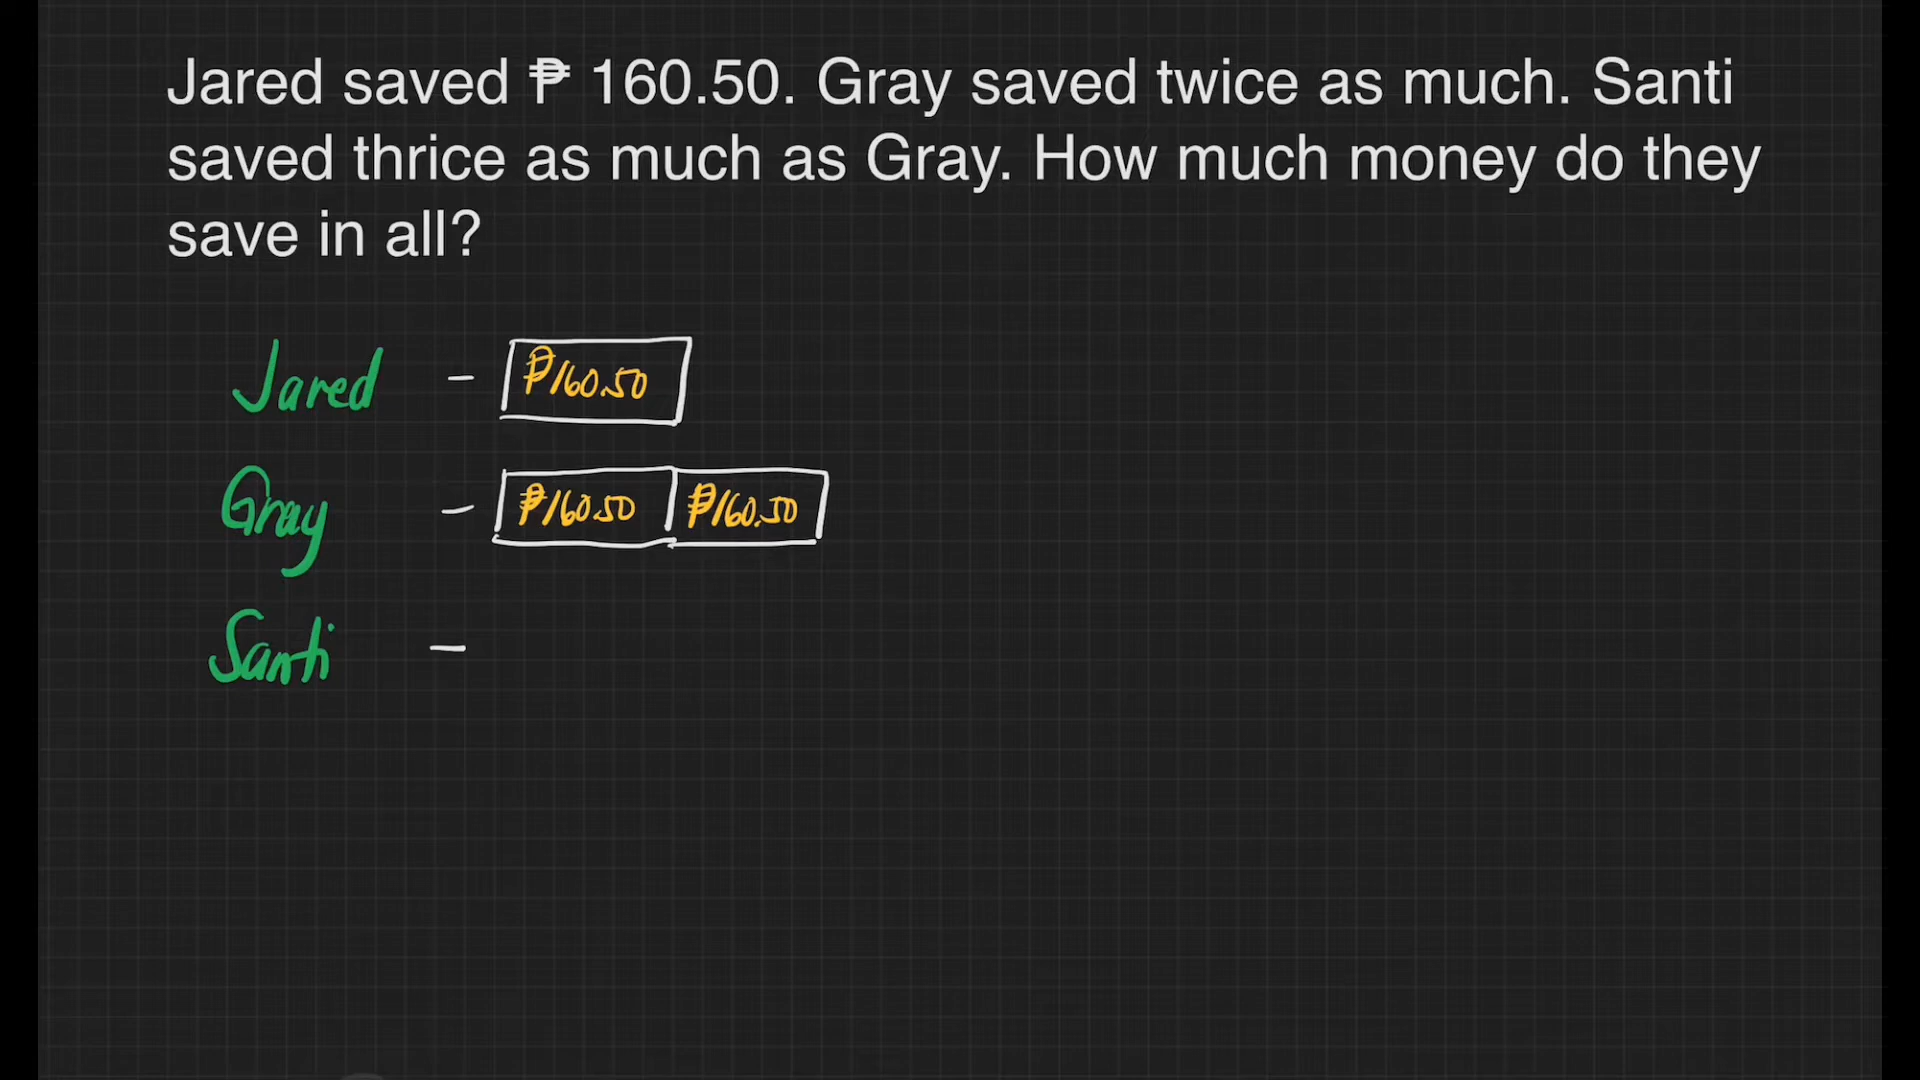 Jared saved ₱ 160.50. Gray saved twice as much. Santi
saved thrice as much as Gray. How much money do they
save in all?
Jared - ₱160.50
Gray - ₱160.50 ₱160.50
Santi -